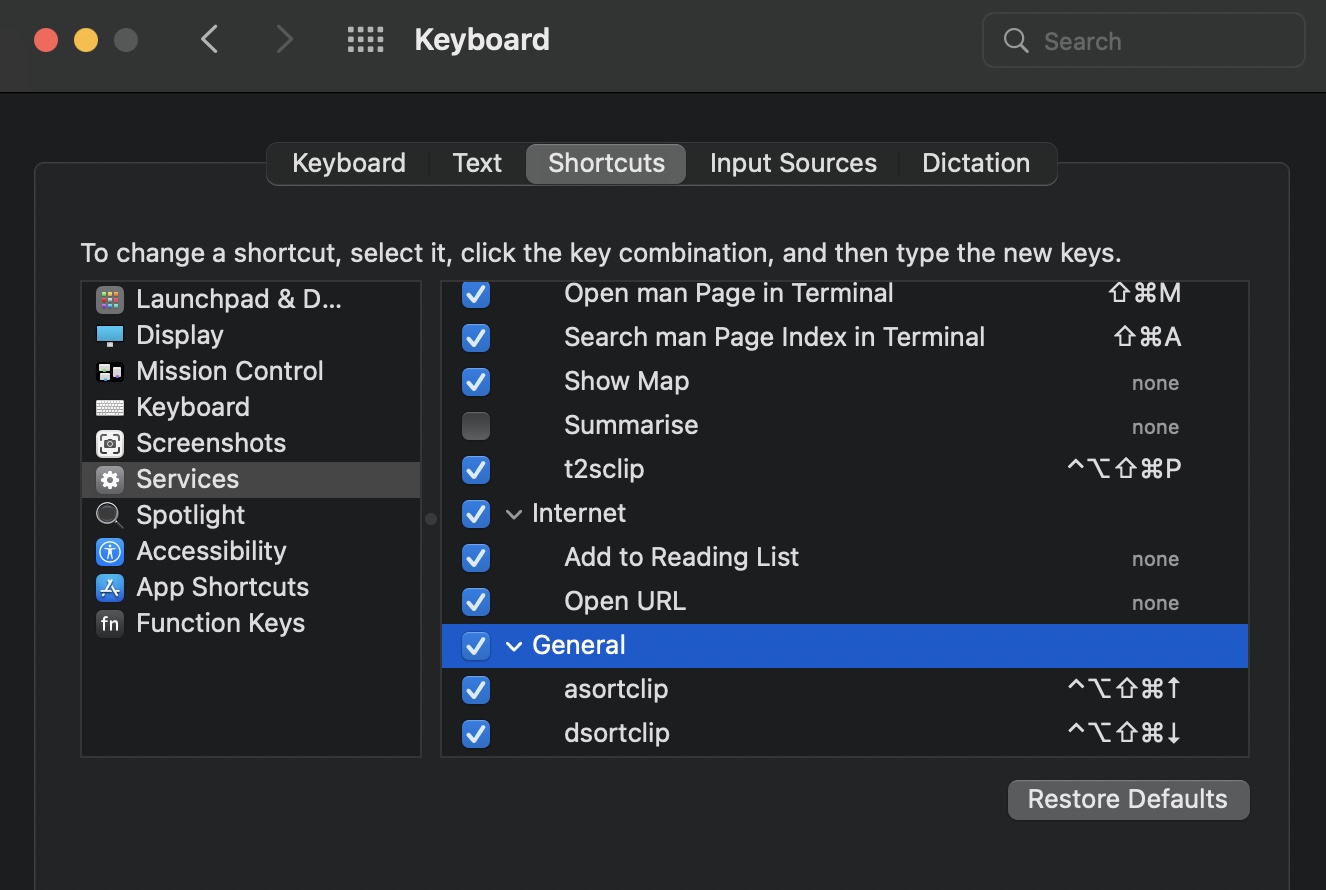 Keyboard
Search
Keyboard Text Shortcuts Input Sources Dictation
To change a shortcut, select it, click the key combination, and then type the new keys.
Launchpad & D...
Display
Mission Control
Keyboard
Screenshots
Services
Spotlight
Accessibility
App Shortcuts
fn Function Keys
Open man Page in Terminal ⇧⌘M
Search man Page Index in Terminal ⇧⌘A
Show Map none
Summarise none
t2sclip ^⌥⇧⌘P
Internet
Add to Reading List none
Open URL none
General
asortclip ^⌥⇧⌘↑
dsortclip ^⌥⇧⌘↓
Restore Defaults